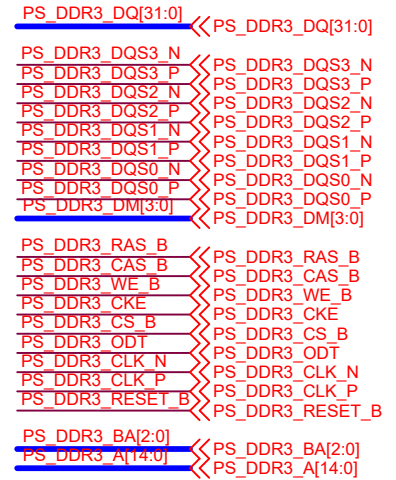 PS_DDR3_DQ[31:0] PS_DDR3_DQ[31:0]
PS_DDR3_DQS3_N PS_DDR3_DQS3_N
PS_DDR3_DQS3_P PS_DDR3_DQS3_P
PS_DDR3_DQS2_N PS_DDR3_DQS2_N
PS_DDR3_DQS2_P PS_DDR3_DQS2_P
PS_DDR3_DQS1_N PS_DDR3_DQS1_N
PS_DDR3_DQS1_P PS_DDR3_DQS1_P
PS_DDR3_DQS0_N PS_DDR3_DQS0_N
PS_DDR3_DQS0_P PS_DDR3_DQS0_P
PS_DDR3_DM[3:0] PS_DDR3_DM[3:0]
PS_DDR3_RAS_B PS_DDR3_RAS_B
PS_DDR3_CAS_B PS_DDR3_CAS_B
PS_DDR3_WE_B PS_DDR3_WE_B
PS_DDR3_CKE PS_DDR3_CKE
PS_DDR3_CS_B PS_DDR3_CS_B
PS_DDR3_ODT PS_DDR3_ODT
PS_DDR3_CLK_N PS_DDR3_CLK_N
PS_DDR3_CLK_P PS_DDR3_CLK_P
PS_DDR3_RESET_B PS_DDR3_RESET_B
PS_DDR3_BA[2:0] PS_DDR3_BA[2:0]
PS_DDR3_A[14:0] PS_DDR3_A[14:0]